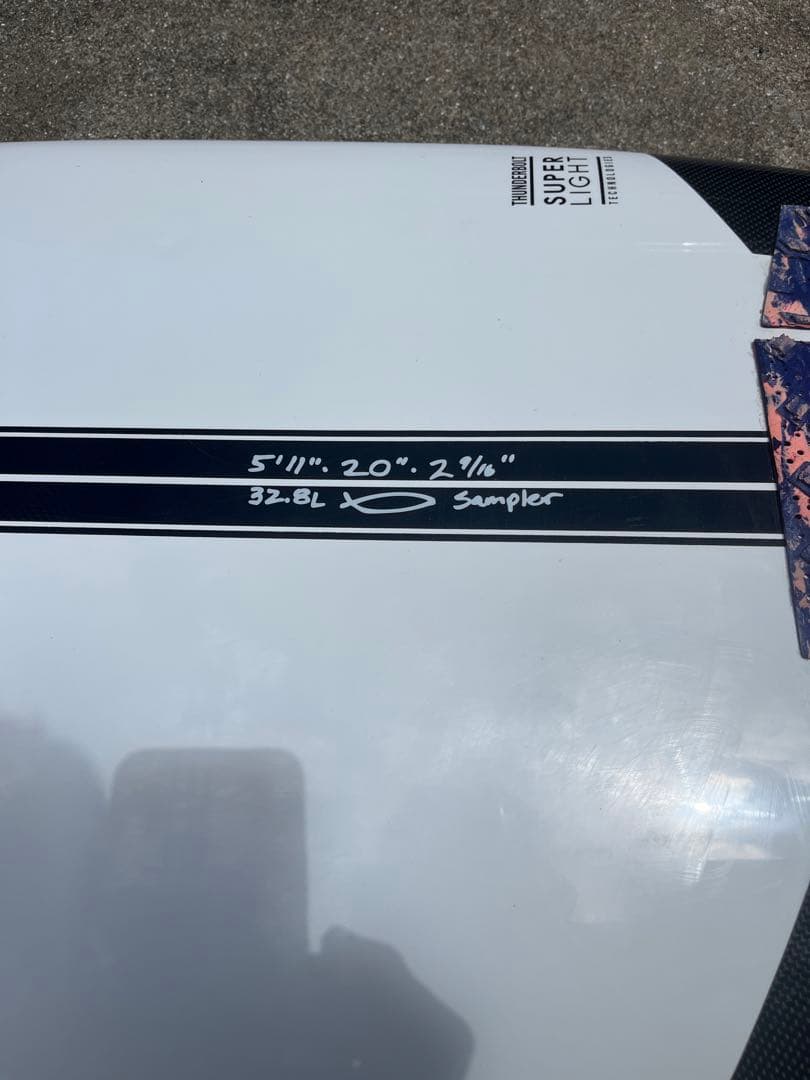 THUNDERBOLT
SUPER
LIGHT
TECHNOLOGIES
5'11". 20". 2 9/16"
32.8L Sampler